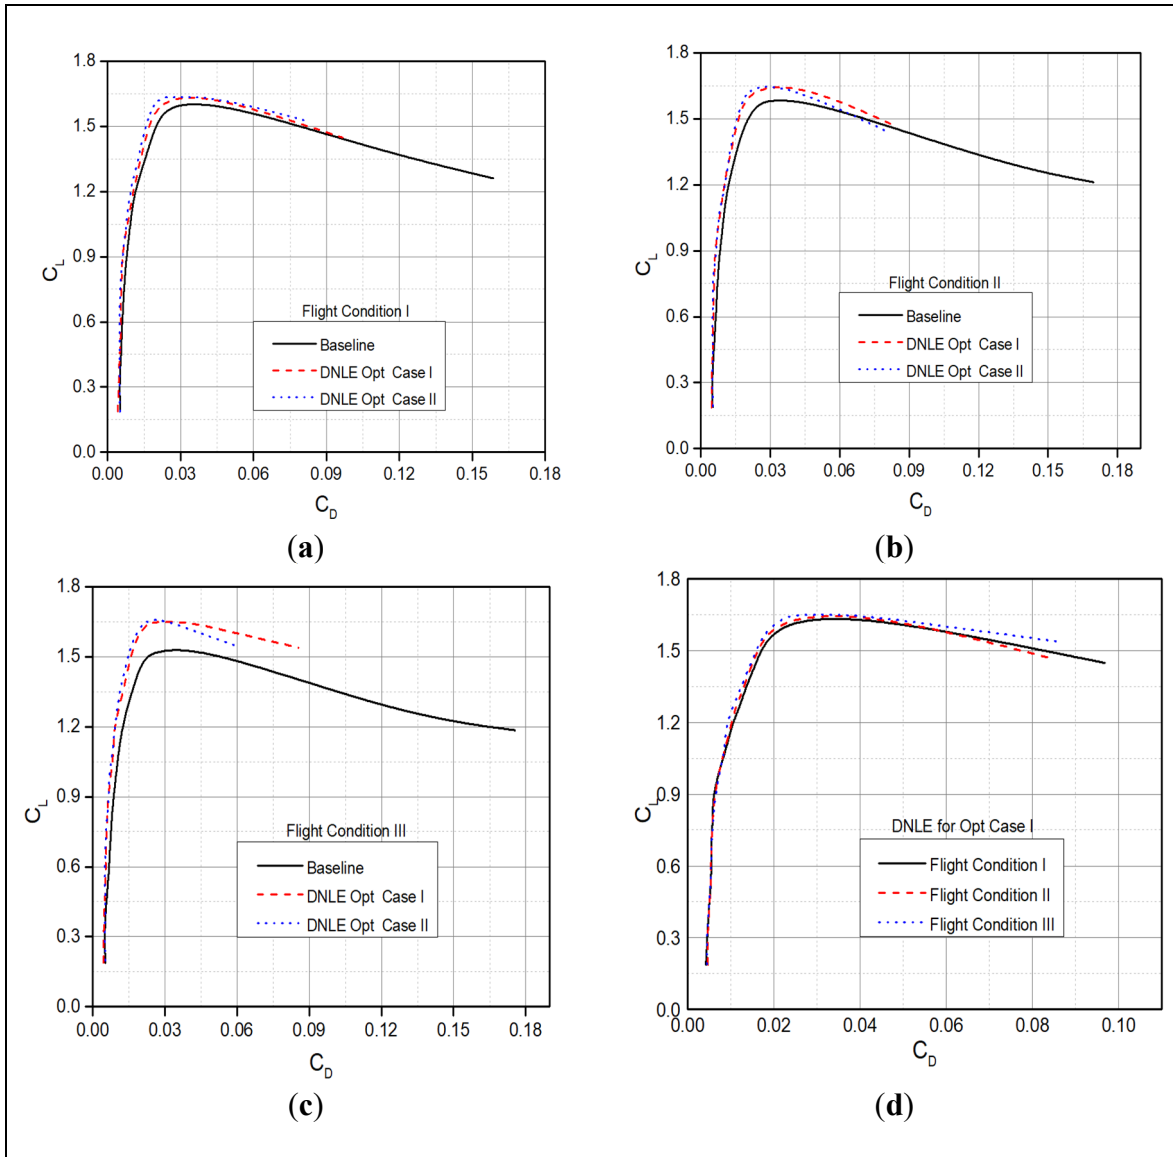 1.8
1.5
1.2
0.9
0.6
0.3
0.0
C_L
Flight Condition I
Baseline
DNLE Opt Case I
DNLE Opt Case II
0.00 0.03 0.06 0.09 0.12 0.15 0.18
C_D
(a)
1.8
1.5
1.2
0.9
0.6
0.3
0.0
C_L
Flight Condition II
Baseline
DNLE Opt Case I
DNLE Opt Case II
0.00 0.03 0.06 0.09 0.12 0.15 0.18
C_D
(b)
1.8
1.5
1.2
0.9
0.6
0.3
0.0
C_L
Flight Condition III
Baseline
DNLE Opt Case I
DNLE Opt Case II
0.00 0.03 0.06 0.09 0.12 0.15 0.18
C_D
(c)
1.8
1.5
1.2
0.9
0.6
0.3
0.0
C_L
DNLE for Opt Case I
Flight Condition I
Flight Condition II
Flight Condition III
0.00 0.02 0.04 0.06 0.08 0.10
C_D
(d)